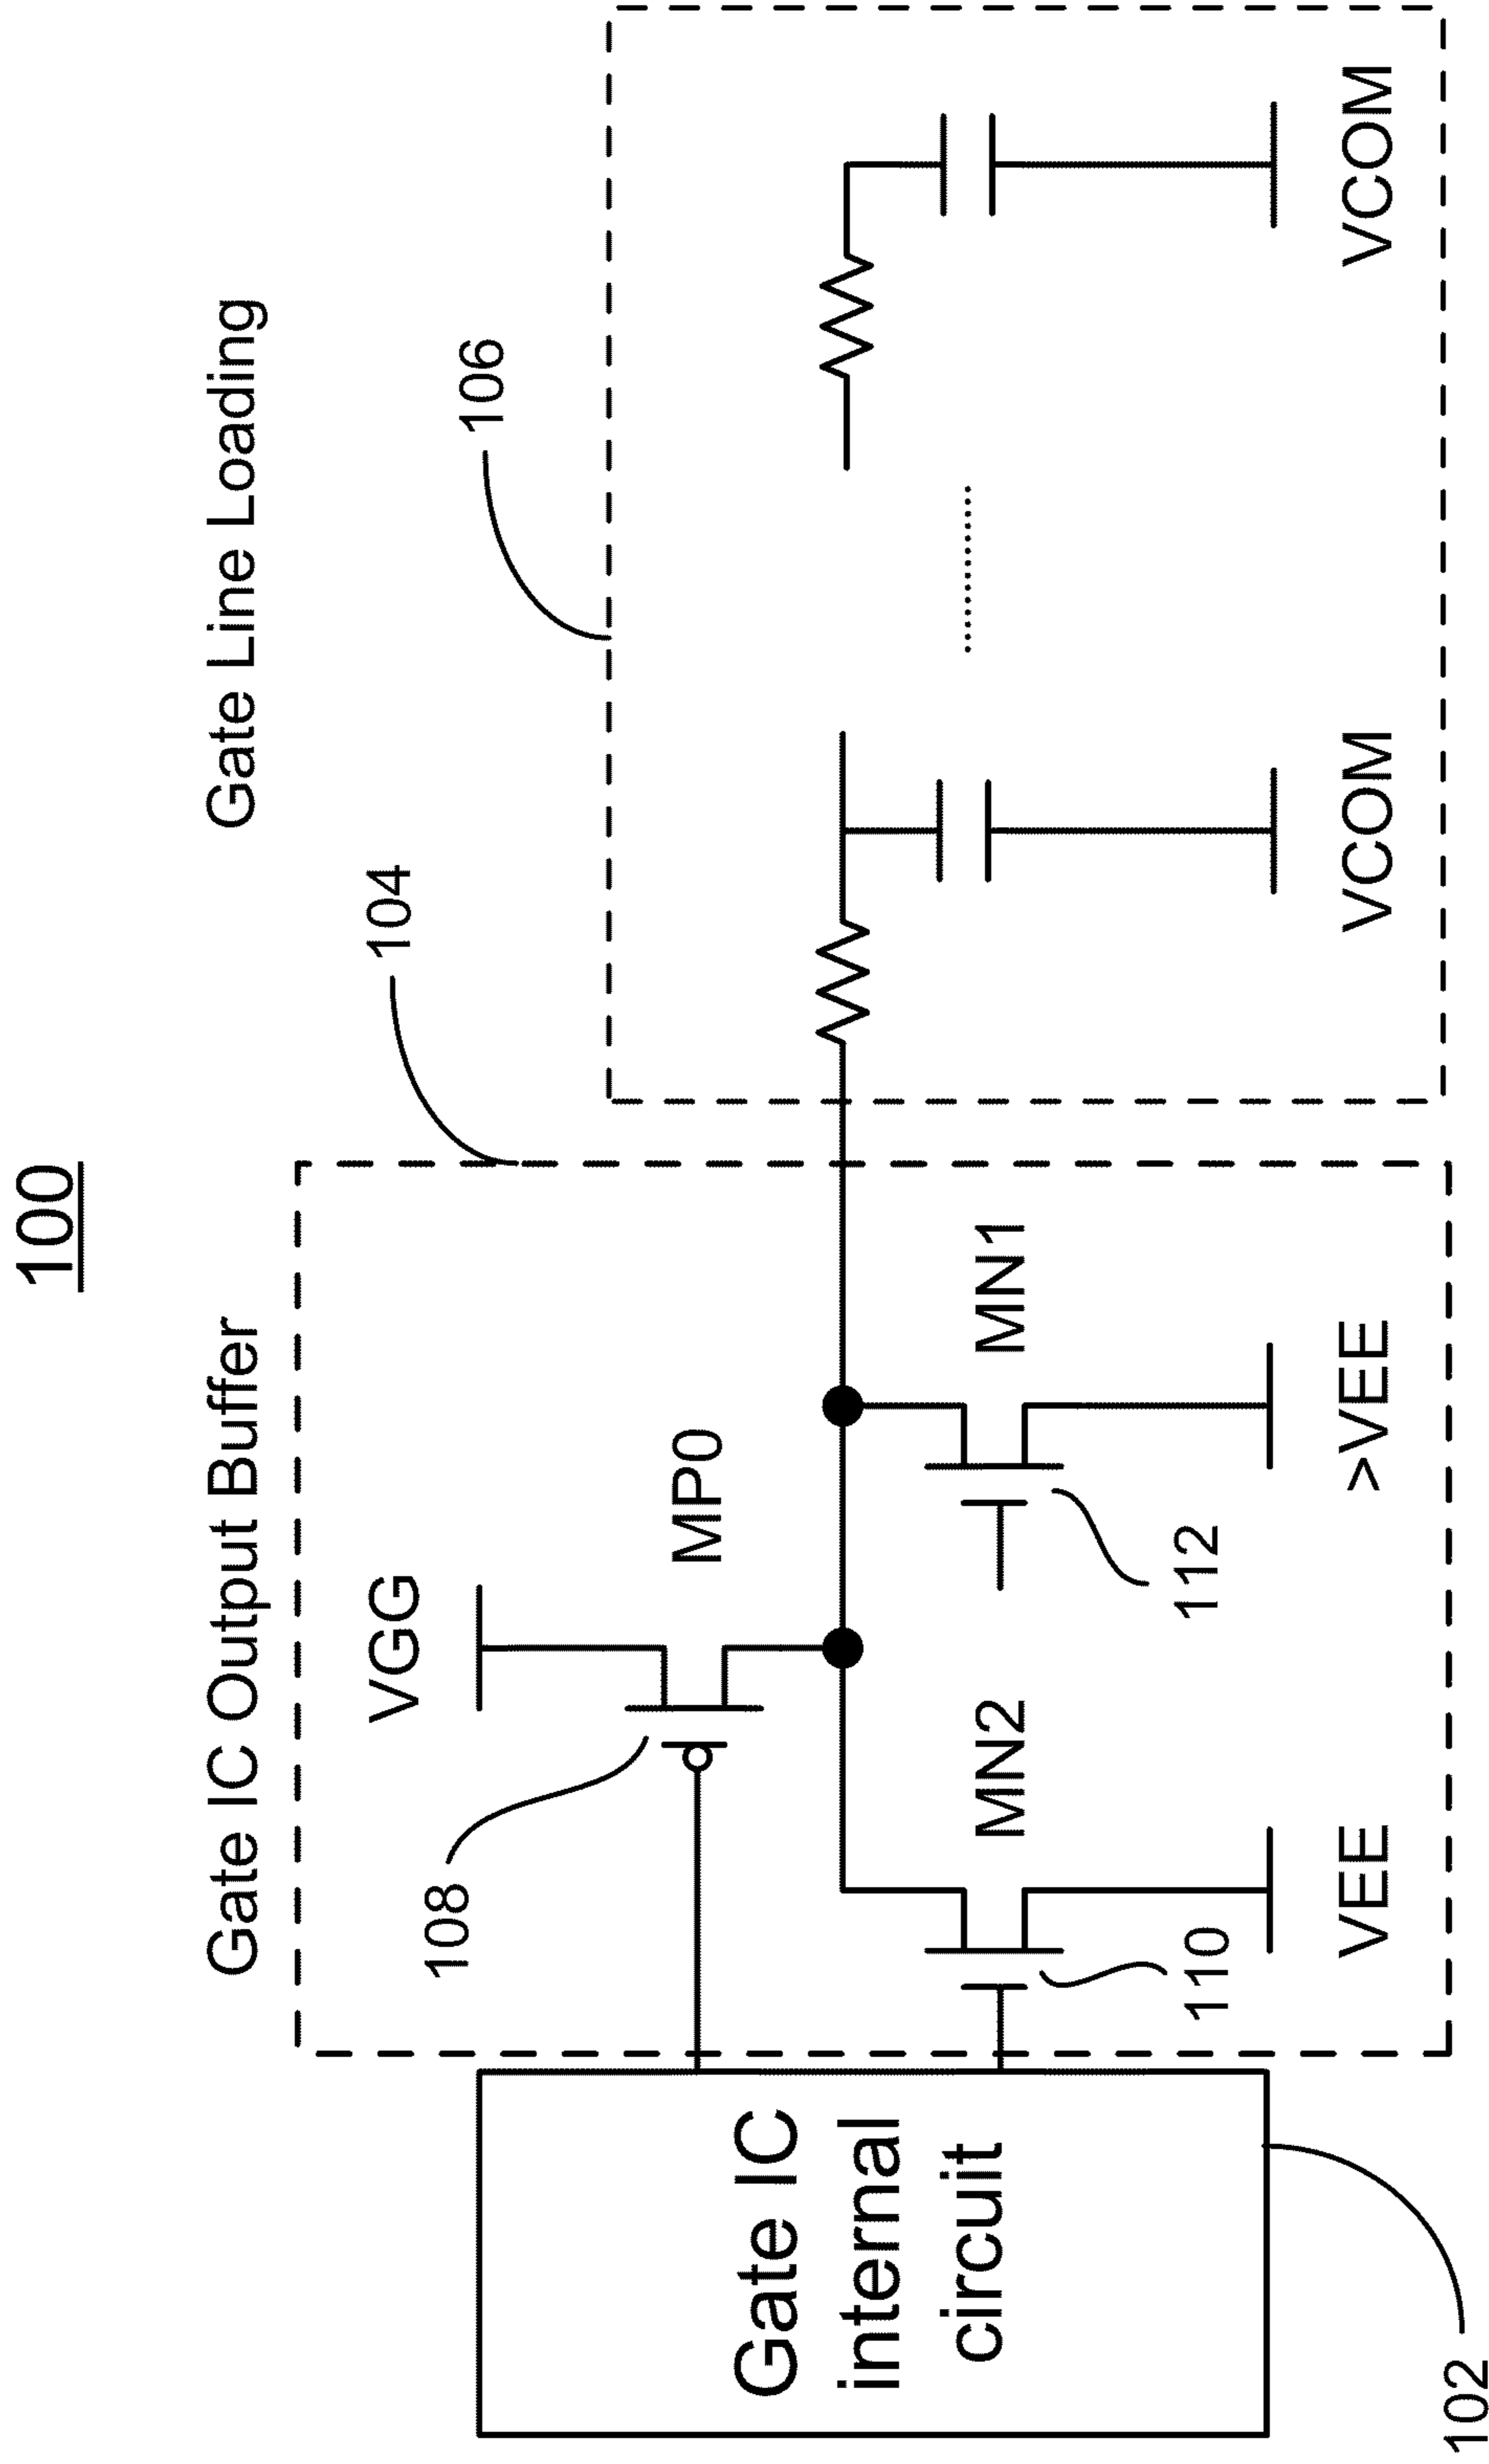 100
Gate IC Output Buffer
Gate Line Loading
104
106
VGG
108
MP0
Gate IC
internal
circuit
MN2
MN1
110
112
VEE
>VEE
VCOM
VCOM
102